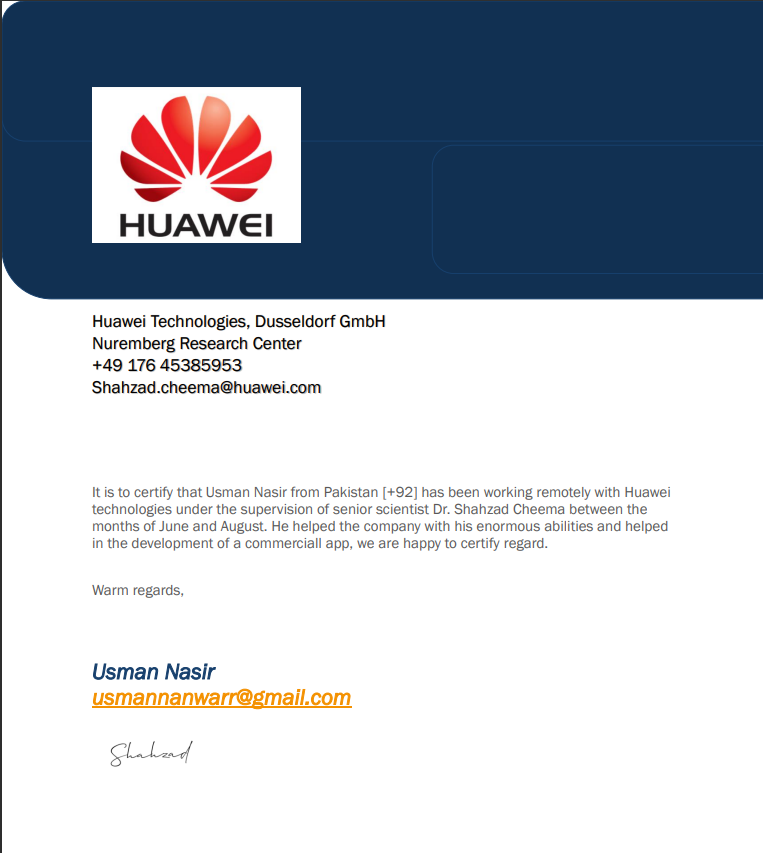 HUAWEI
Huawei Technologies, Dusseldorf GmbH
Nuremberg Research Center
+49 176 45385953
Shahzad.cheema@huawei.com
It is to certify that Usman Nasir from Pakistan [+92] has been working remotely with Huawei
technologies under the supervision of senior scientist Dr. Shahzad Cheema between the
months of June and August. He helped the company with his enormous abilities and helped
in the development of a commerciall app, we are happy to certify regard.
Warm regards,
Usman Nasir
usmannanwarr@gmail.com
Shahzad